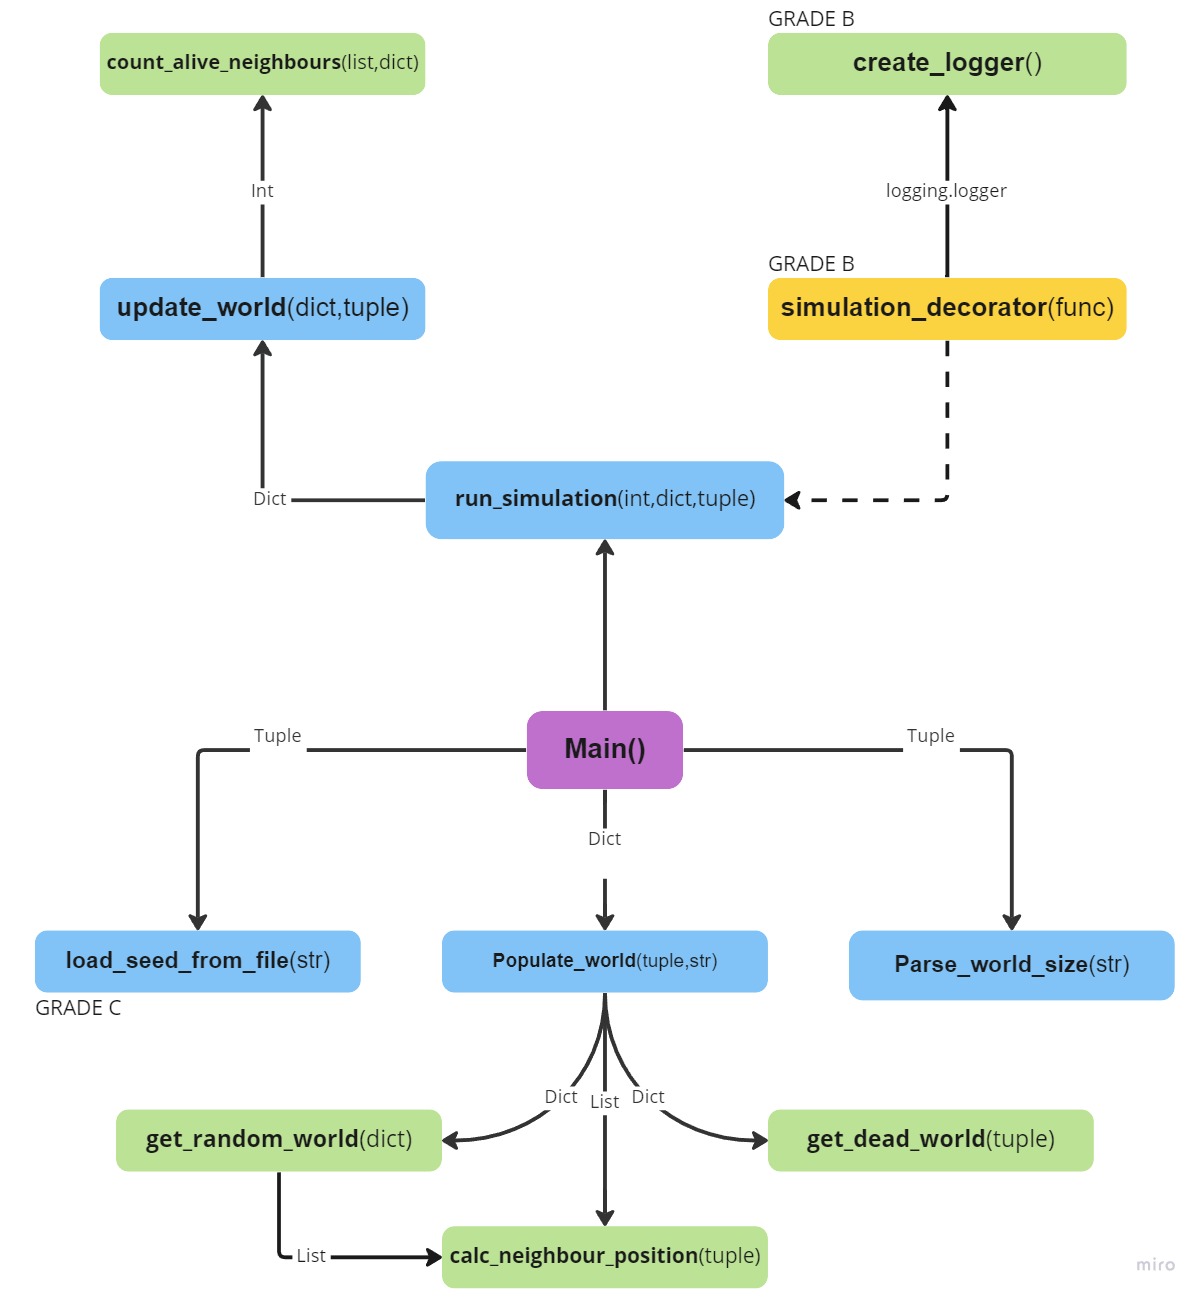 GRADE B
count_alive_neighbours(list,dict)
create_logger()
Int
logging.logger
GRADE B
update_world(dict,tuple)
simulation_decorator(func)
Dict
run_simulation(int,dict,tuple)
Tuple
Main()
Tuple
Dict
load_seed_from_file(str)
Populate_world(tuple,str)
Parse_world_size(str)
GRADE C
Dict
List
Dict
get_random_world(dict)
get_dead_world(tuple)
List
calc_neighbour_position(tuple)
miro